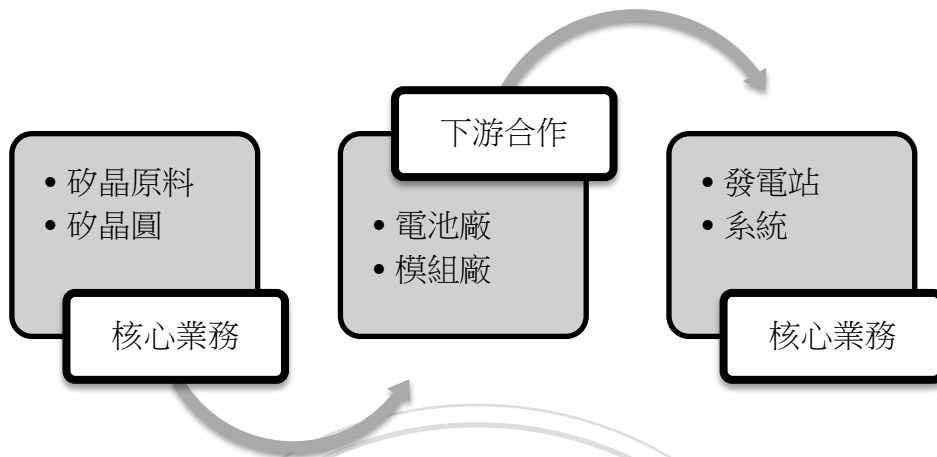 • 矽晶原料
• 矽晶圓
核心業務
下游合作
• 電池廠
• 模組廠
• 發電站
• 系統
核心業務